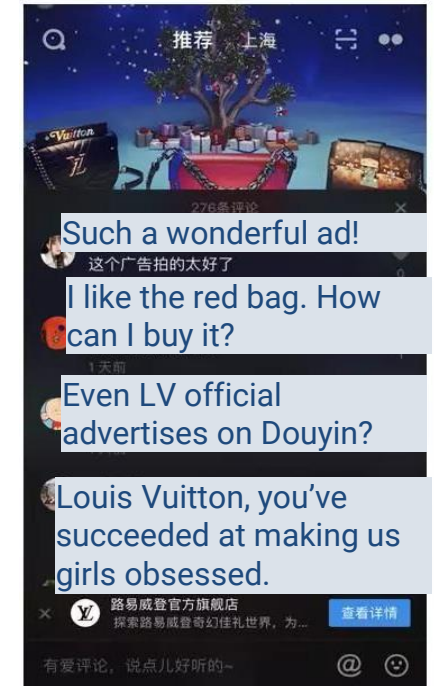 推荐 上海
Vuitton
276条评论
Such a wonderful ad!
这个广告拍的太好了
I like the red bag. How
can I buy it?
1天前
Even LV official
advertises on Douyin?
Louis Vuitton, you've
succeeded at making us
girls obsessed.
路易威登官方旗舰店
探索路易威登奇幻佳礼世界，为...
查看详情
有爱评论，说点儿好听的~